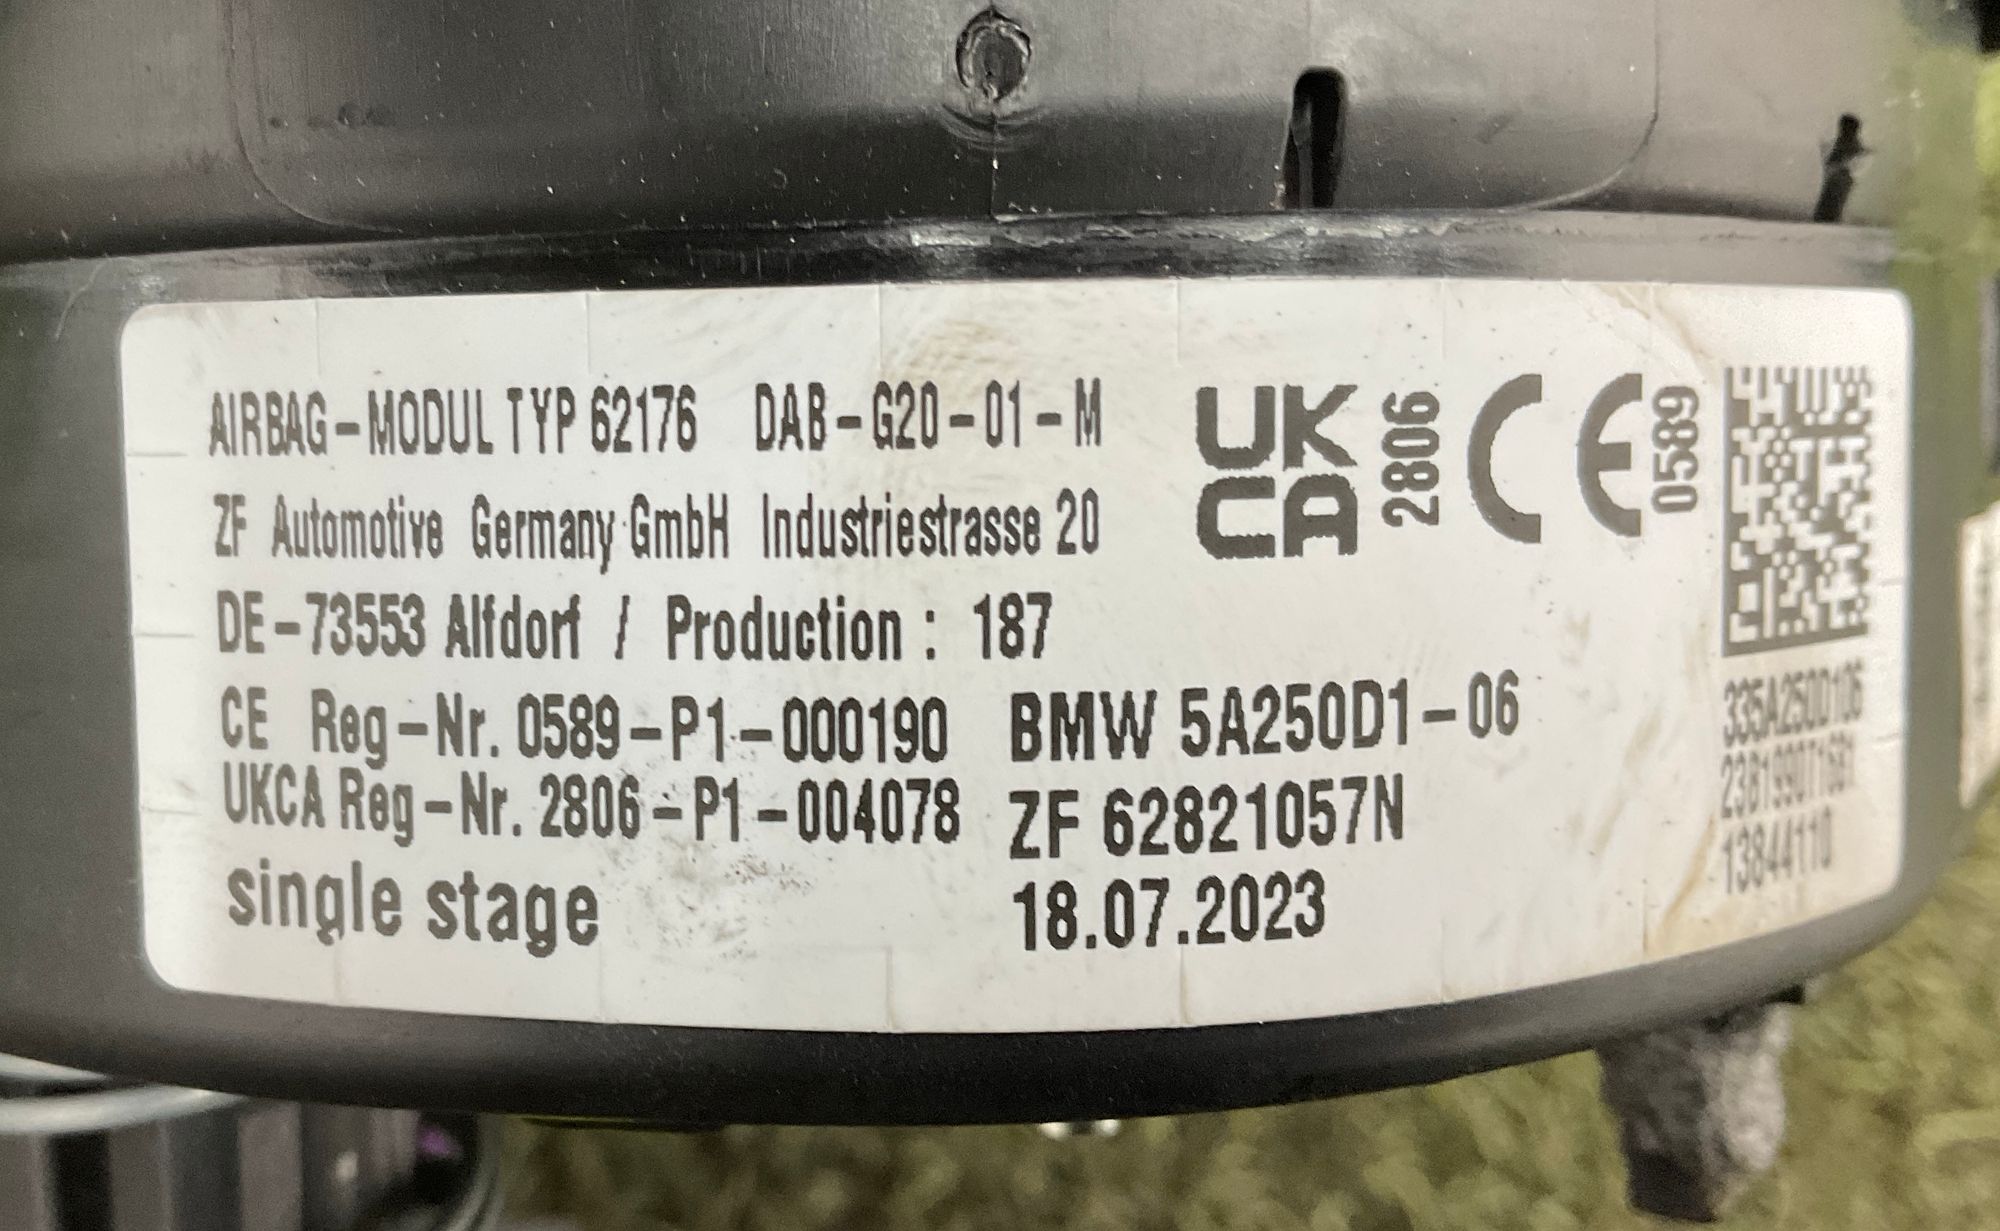 AIRBAG-MODUL TYP 62176 DAB-G20-01-M
ZF Automotive Germany GmbH Industriestrasse 20
DE-73553 Alfdorf / Production: 187
CE Reg-Nr. 0589-P1-000190
UKCA Reg-Nr. 2806-P1-004078
single stage
BMW 5A250D1-06
ZF 62821057N
18.07.2023
UK
CA
2806
CE
0589
335A250D106
13844110